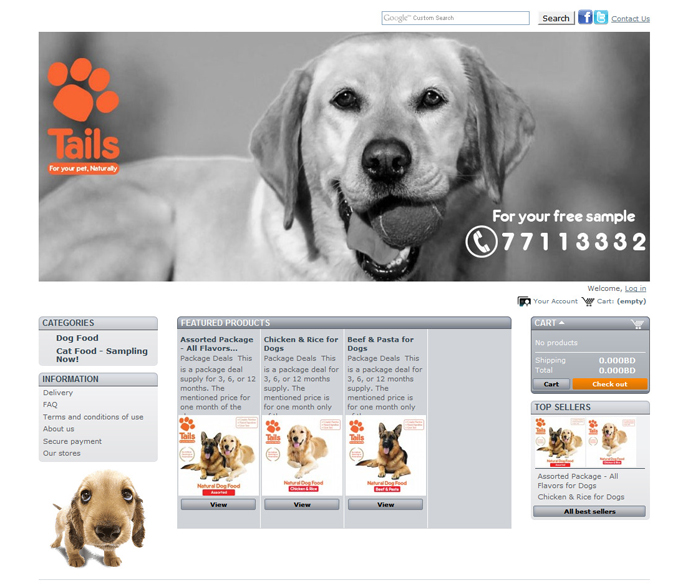 Google™ Custom Search
Search
Contact Us
Tails
For your pet, Naturally
For your free sample
77113332
Welcome, Log in
Your Account Cart: (empty)
CATEGORIES
Dog Food
Cat Food - Sampling
Now!
INFORMATION
Delivery
FAQ
Terms and conditions of use
About us
Secure payment
Our stores
FEATURED PRODUCTS
Assorted Package
- All Flavors...
Package Deals This
is a package deal
supply for 3, 6, or 12
months. The
mentioned price for
one month of the
Tails
Natural Dog Food
Assorted
View
Chicken & Rice for
Dogs
Package Deals This
is a package deal for
3, 6, or 12 months
supply. The
mentioned price is
for one month only
Tails
Natural Dog Food
Chicken & Rice
View
Beef & Pasta for
Dogs
Package Deals This
is a package deal for
3, 6, or 12 months
supply. The
mentioned price is
for one month only
Tails
Natural Dog Food
Beef & Pasta
View
CART
No products
Shipping 0.000BD
Total 0.000BD
Cart Check out
TOP SELLERS
Assorted Package - All
Flavors for Dogs
Chicken & Rice for Dogs
All best sellers